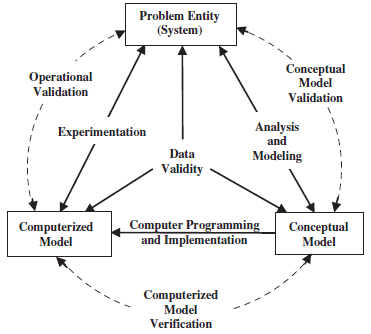 Problem Entity
(System)
Operational
Validation
Conceptual
Model
Validation
Experimentation
Analysis
and
Modeling
Data
Validity
Computerized
Model
Computer Programming
and Implementation
Conceptual
Model
Computerized
Model
Verification